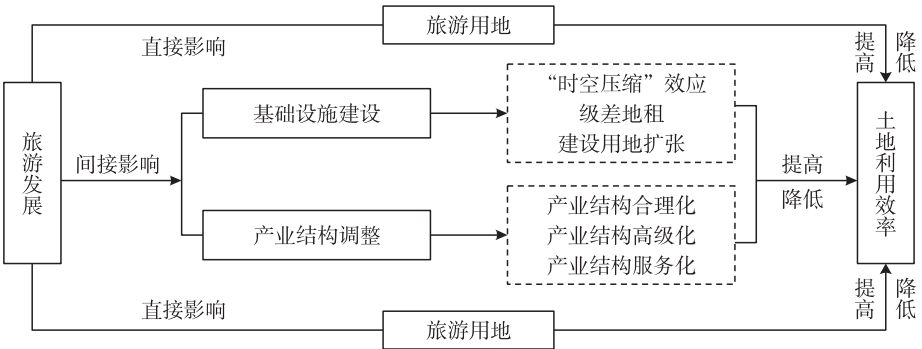 旅游用地
直接影响
提高
降低
旅游发展
间接影响
基础设施建设
“时空压缩”效应
级差地租
建设用地扩张
产业结构调整
产业结构合理化
产业结构高级化
产业结构服务化
提高
降低
土地利用效率
直接影响
旅游用地
提高
降低